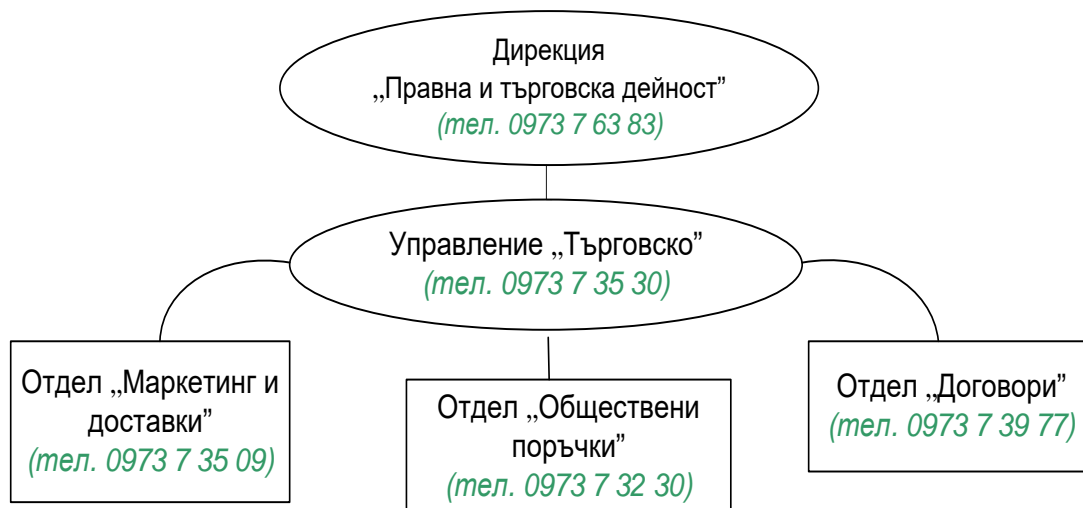 Дирекция
„Правна и търговска дейност”
(тел. 0973 7 63 83)
Управление „Търговско”
(тел. 0973 7 35 30)
Отдел „Маркетинг и
доставки”
(тел. 0973 7 35 09)
Отдел „Обществени
поръчки”
(тел. 0973 7 32 30)
Отдел „Договори”
(тел. 0973 7 39 77)